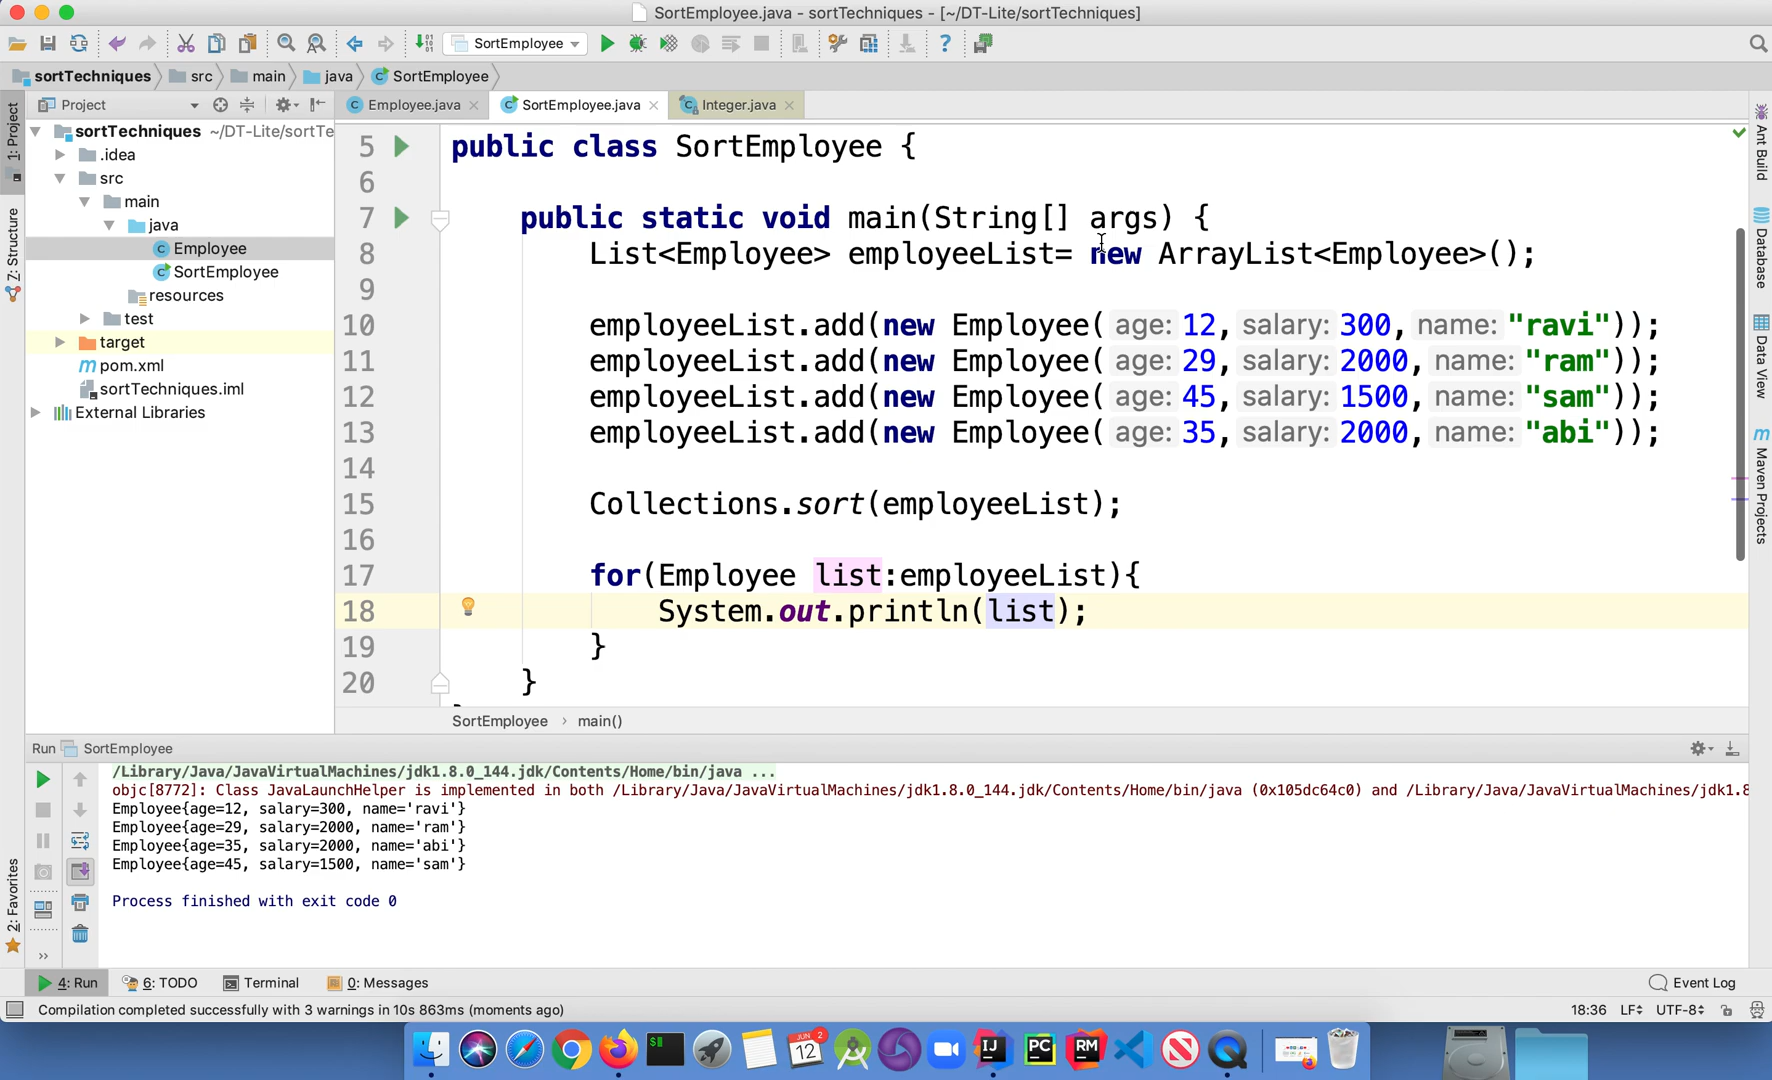 SortEmployee.java - sortTechniques - [~/DT-Lite/sortTechniques]
SortEmployee
sortTechniques src main java SortEmployee
1: Project
Z: Structure
2: Favorites
Project
Employee.java
SortEmployee.java
Integer.java
sortTechniques ~/DT-Lite/sortTe
.idea
src
main
java
Employee
SortEmployee
resources
test
target
pom.xml
sortTechniques.iml
External Libraries
5 public class SortEmployee {
6
7 public static void main(String[] args) {
8 List<Employee> employeeList= new ArrayList<Employee>();
9
10 employeeList.add(new Employee( age: 12, salary: 300, name: "ravi"));
11 employeeList.add(new Employee( age: 29, salary: 2000, name: "ram"));
12 employeeList.add(new Employee( age: 45, salary: 1500, name: "sam"));
13 employeeList.add(new Employee( age: 35, salary: 2000, name: "abi"));
14
15 Collections.sort(employeeList);
16
17 for(Employee list:employeeList){
18 System.out.println(list);
19 }
20 }
SortEmployee › main()
Ant Build
Database
Data View
Maven Projects
Run SortEmployee
/Library/Java/JavaVirtualMachines/jdk1.8.0_144.jdk/Contents/Home/bin/java ...
objc[8772]: Class JavaLaunchHelper is implemented in both /Library/Java/JavaVirtualMachines/jdk1.8.0_144.jdk/Contents/Home/bin/java (0x105dc64c0) and /Library/Java/JavaVirtualMachines/jdk1.8
Employee{age=12, salary=300, name='ravi'}
Employee{age=29, salary=2000, name='ram'}
Employee{age=35, salary=2000, name='abi'}
Employee{age=45, salary=1500, name='sam'}
Process finished with exit code 0
4: Run
6: TODO
Terminal
0: Messages
Event Log
Compilation completed successfully with 3 warnings in 10s 863ms (moments ago)
18:36 LF UTF-8
12
2
IJ
PC
RM